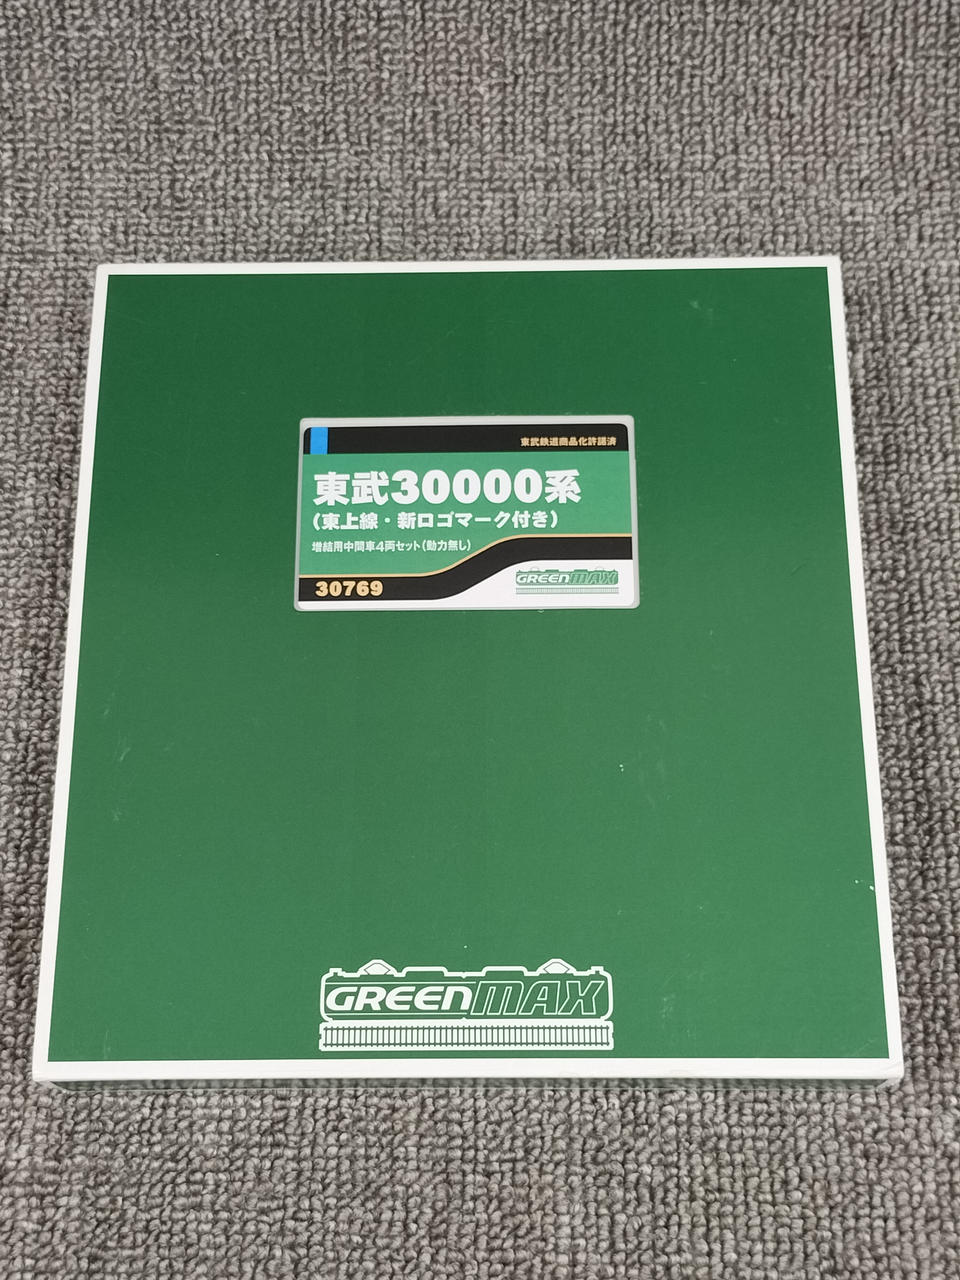 東武鉄道商品化許諾済
東武30000系
(東上線・新ロゴマーク付き)
増結用中間車4両セット(動力無し)
30769
GREENMAX
GREENMAX